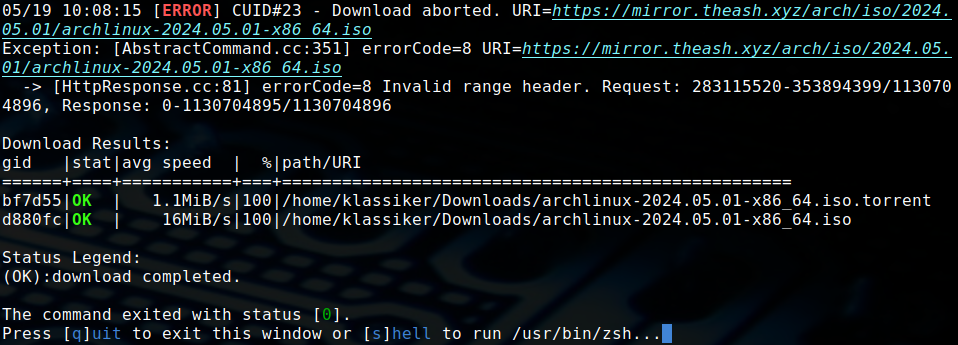 05/19 10:08:15 [ERROR] CUID#23 - Download aborted. URI=https://mirror.theash.xyz/arch/iso/2024.
05.01/archlinux-2024.05.01-x86_64.iso
Exception: [AbstractCommand.cc:351] errorCode=8 URI=https://mirror.theash.xyz/arch/iso/2024.05.
01/archlinux-2024.05.01-x86_64.iso
  -> [HttpResponse.cc:81] errorCode=8 Invalid range header. Request: 283115520-353894399/113070
4896, Response: 0-1130704895/1130704896

Download Results:
gid   |stat|avg speed  |  %|path/URI
======+====+===========+===+===================================================
bf7d55|OK  |   1.1MiB/s|100|/home/klassiker/Downloads/archlinux-2024.05.01-x86_64.iso.torrent
d880fc|OK  |    16MiB/s|100|/home/klassiker/Downloads/archlinux-2024.05.01-x86_64.iso

Status Legend:
(OK):download completed.

The command exited with status [0].
Press [q]uit to exit this window or [s]hell to run /usr/bin/zsh...